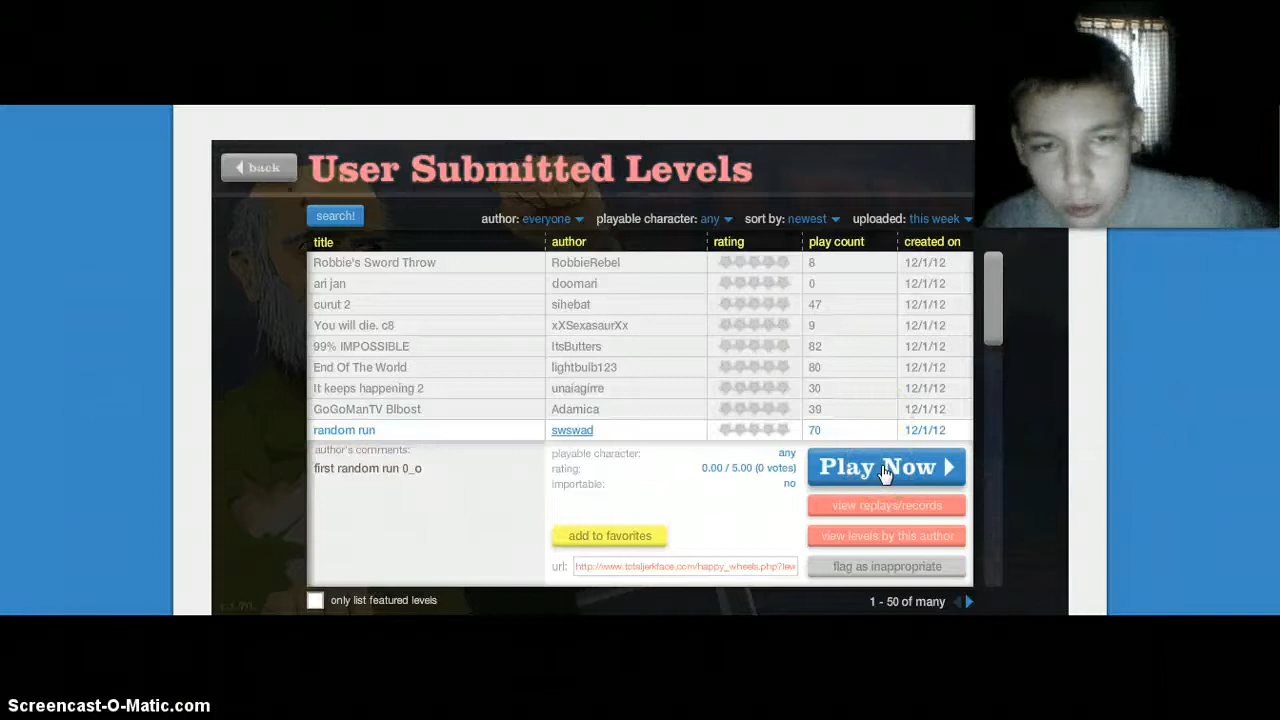 back
User Submitted Levels
search!
author: everyone playable character: any sort by: newest uploaded: this week
title author rating play count created on
Robbie's Sword Throw RobbieRebel 8 12/1/12
ari jan doomari 0 12/1/12
curut 2 sihebat 47 12/1/12
You will die. c8 xXSexasaurXx 9 12/1/12
99% IMPOSSIBLE ItsButters 82 12/1/12
End Of The World lightbulb123 80 12/1/12
It keeps happening 2 unaiagirre 30 12/1/12
GoGoManTV Blbost Adamica 39 12/1/12
random run swswad 70 12/1/12
author's comments:
first random run 0_o
playable character: any
rating: 0.00 / 5.00 (0 votes)
importable: no
Play Now
view replays/records
add to favorites
view levels by this author
url: http://www.totaljerkface.com/happy_wheels.php?lev
flag as inappropriate
only list featured levels
1 - 50 of many
Screencast-O-Matic.com